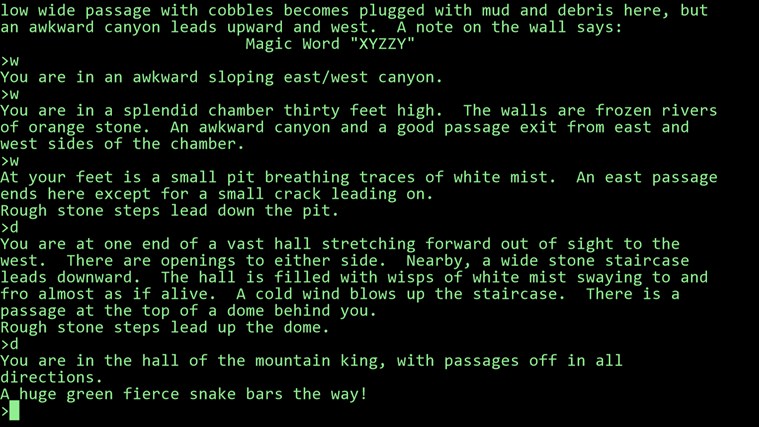 low wide passage with cobbles becomes plugged with mud and debris here, but
an awkward canyon leads upward and west.  A note on the wall says:
Magic Word "XYZZY"
>w
You are in an awkward sloping east/west canyon.
>w
You are in a splendid chamber thirty feet high.  The walls are frozen rivers
of orange stone.  An awkward canyon and a good passage exit from east and
west sides of the chamber.
>w
At your feet is a small pit breathing traces of white mist.  An east passage
ends here except for a small crack leading on.
Rough stone steps lead down the pit.
>d
You are at one end of a vast hall stretching forward out of sight to the
west.  There are openings to either side.  Nearby, a wide stone staircase
leads downward.  The hall is filled with wisps of white mist swaying to and
fro almost as if alive.  A cold wind blows up the staircase.  There is a
passage at the top of a dome behind you.
Rough stone steps lead up the dome.
>d
You are in the hall of the mountain king, with passages off in all
directions.
A huge green fierce snake bars the way!
>